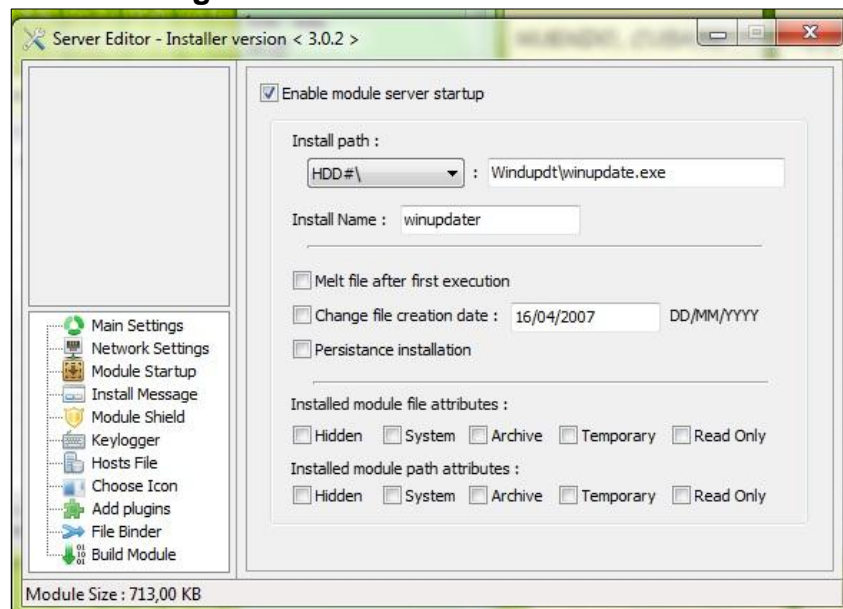 Server Editor - Installer version < 3.0.2 >
Enable module server startup
Install path :
HDD#\ : Windupdt\winupdate.exe
Install Name : winupdater
Melt file after first execution
Change file creation date : 16/04/2007 DD/MM/YYYY
Persistance installation
Installed module file attributes :
Hidden System Archive Temporary Read Only
Installed module path attributes :
Hidden System Archive Temporary Read Only
Main Settings
Network Settings
Module Startup
Install Message
Module Shield
Keylogger
Hosts File
Choose Icon
Add plugins
File Binder
Build Module
Module Size : 713,00 KB